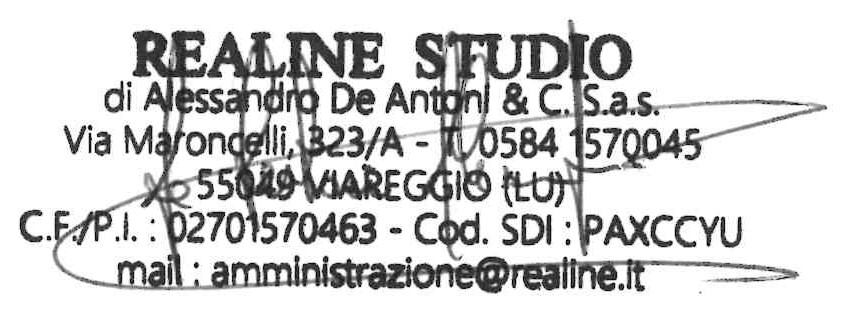 REALINE STUDIO
di Alessandro De Antoni & C. S.a.s.
Via Maroncelli, 323/A - T. 0584 1570045
55049 VIAREGGIO (LU)
C.F./P.I. : 02701570463 - Cod. SDI : PAXCCYU
mail : amministrazione@realine.it